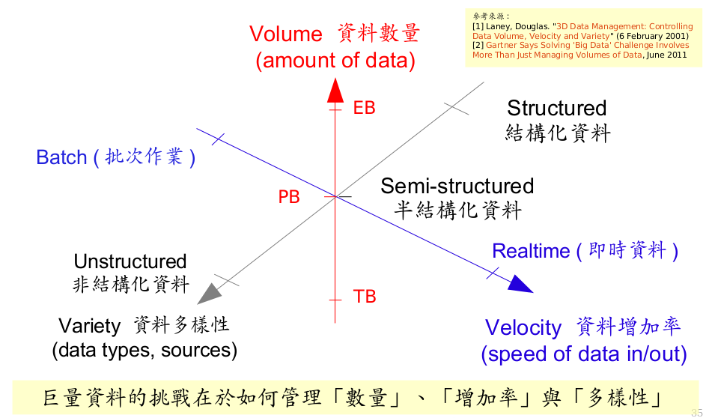 Volume 資料數量
(amount of data)
參考來源：
[1] Laney, Douglas. "3D Data Management: Controlling
Data Volume, Velocity and Variety" (6 February 2001)
[2] Gartner Says Solving 'Big Data' Challenge Involves
More Than Just Managing Volumes of Data, June 2011
EB
Structured
結構化資料
Batch ( 批次作業 )
PB
Semi-structured
半結構化資料
Realtime ( 即時資料 )
Unstructured
非結構化資料
TB
Variety 資料多樣性
(data types, sources)
Velocity 資料增加率
(speed of data in/out)
巨量資料的挑戰在於如何管理「數量」、「增加率」與「多樣性」
35